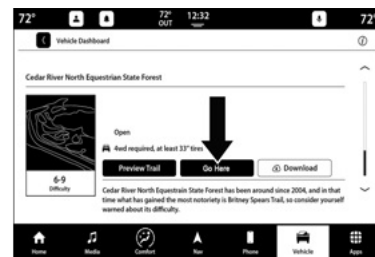 72° 72° OUT 12:32 72°
Vehicle Dashboard
Cedar River North Equestrian State Forest
Open
4wd required, at least 33" tires
Preview Trail Go Here Download
6-9
Difficulty
Cedar River North Equestrain State Forest has been around since 2004, and in that
time what has gained the most notoriety is Britney Spears Trail, so consider yourself
warned about its difficulty.
Home Media Comfort Nav Phone Vehicle Apps